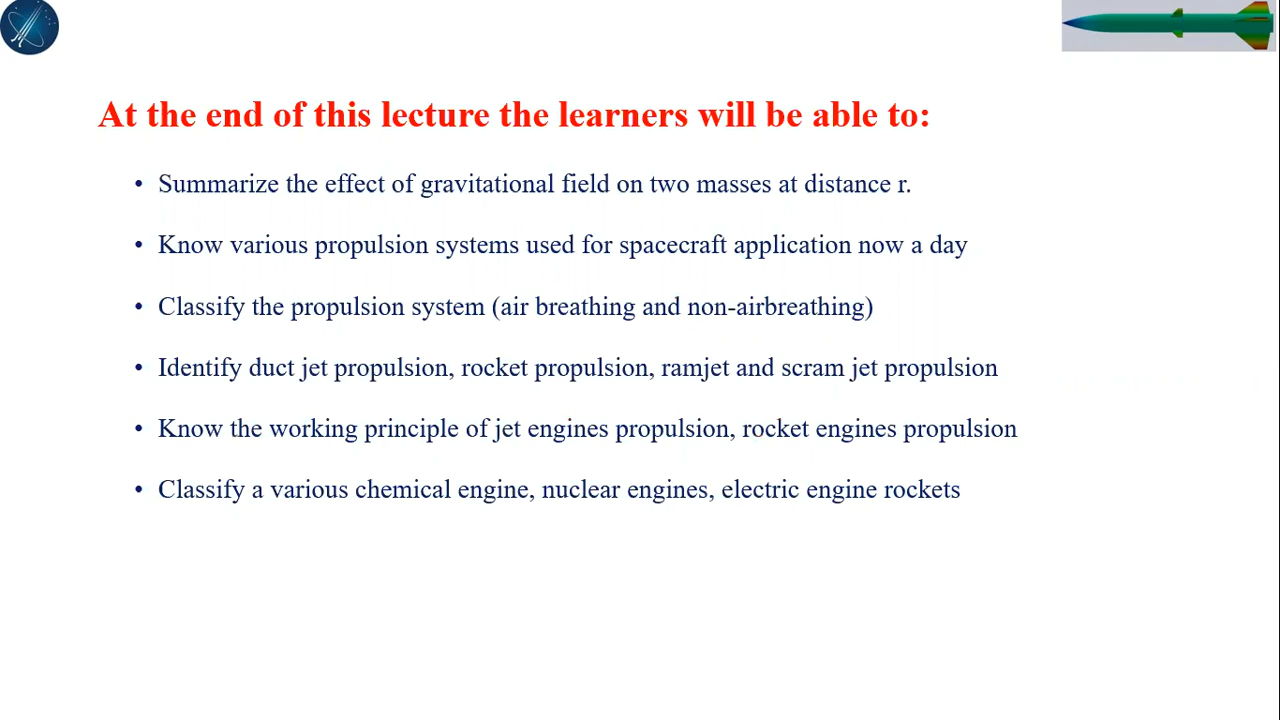 At the end of this lecture the learners will be able to:
• Summarize the effect of gravitational field on two masses at distance r.
• Know various propulsion systems used for spacecraft application now a day
• Classify the propulsion system (air breathing and non-airbreathing)
• Identify duct jet propulsion, rocket propulsion, ramjet and scram jet propulsion
• Know the working principle of jet engines propulsion, rocket engines propulsion
• Classify a various chemical engine, nuclear engines, electric engine rockets